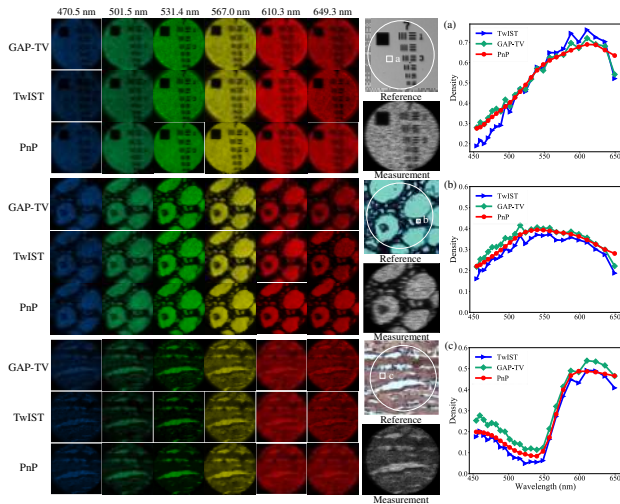 470.5 nm 501.5 nm 531.4 nm 567.0 nm 610.3 nm 649.3 nm
GAP-TV
TwIST
PnP
a
Reference
Measurement
(a)
TwIST
GAP-TV
PnP
Density
0.7
0.6
0.5
0.4
0.3
0.2
450 500 550 600 650
GAP-TV
TwIST
PnP
b
Reference
Measurement
(b)
TwIST
GAP-TV
PnP
Density
0.6
0.5
0.4
0.3
0.2
0.1
0.0
450 500 550 600 650
GAP-TV
TwIST
PnP
c
Reference
Measurement
(c)
TwIST
GAP-TV
PnP
Density
0.6
0.5
0.4
0.3
0.2
0.1
0.0
450 500 550 600 650
Wavelength (nm)